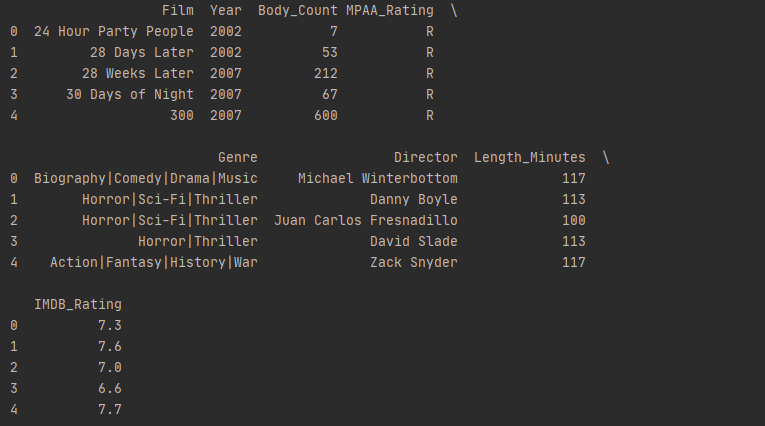 Film Year Body_Count MPAA_Rating \
0 24 Hour Party People 2002 7 R
1 28 Days Later 2002 53 R
2 28 Weeks Later 2007 212 R
3 30 Days of Night 2007 67 R
4 300 2007 600 R
Genre Director Length_Minutes \
0 Biography|Comedy|Drama|Music Michael Winterbottom 117
1 Horror|Sci-Fi|Thriller Danny Boyle 113
2 Horror|Sci-Fi|Thriller Juan Carlos Fresnadillo 100
3 Horror|Thriller David Slade 113
4 Action|Fantasy|History|War Zack Snyder 117
IMDB_Rating
0 7.3
1 7.6
2 7.0
3 6.6
4 7.7